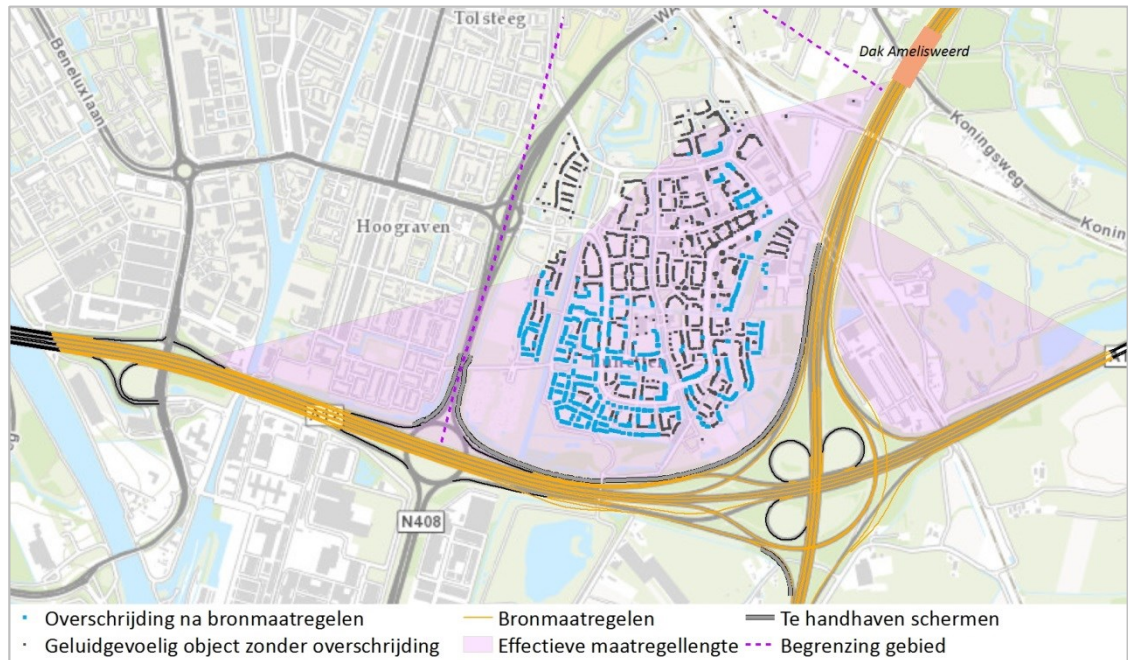 Tolsteeg
Beneluxlaan
Dak Amelisweerd
Koningsweg
Hoograven
N408
Overschrijding na bronmaatregelen
Bronmaatregelen
Te handhaven schermen
Geluidgevoelig object zonder overschrijding
Effectieve maatregellengte
Begrenzing gebied